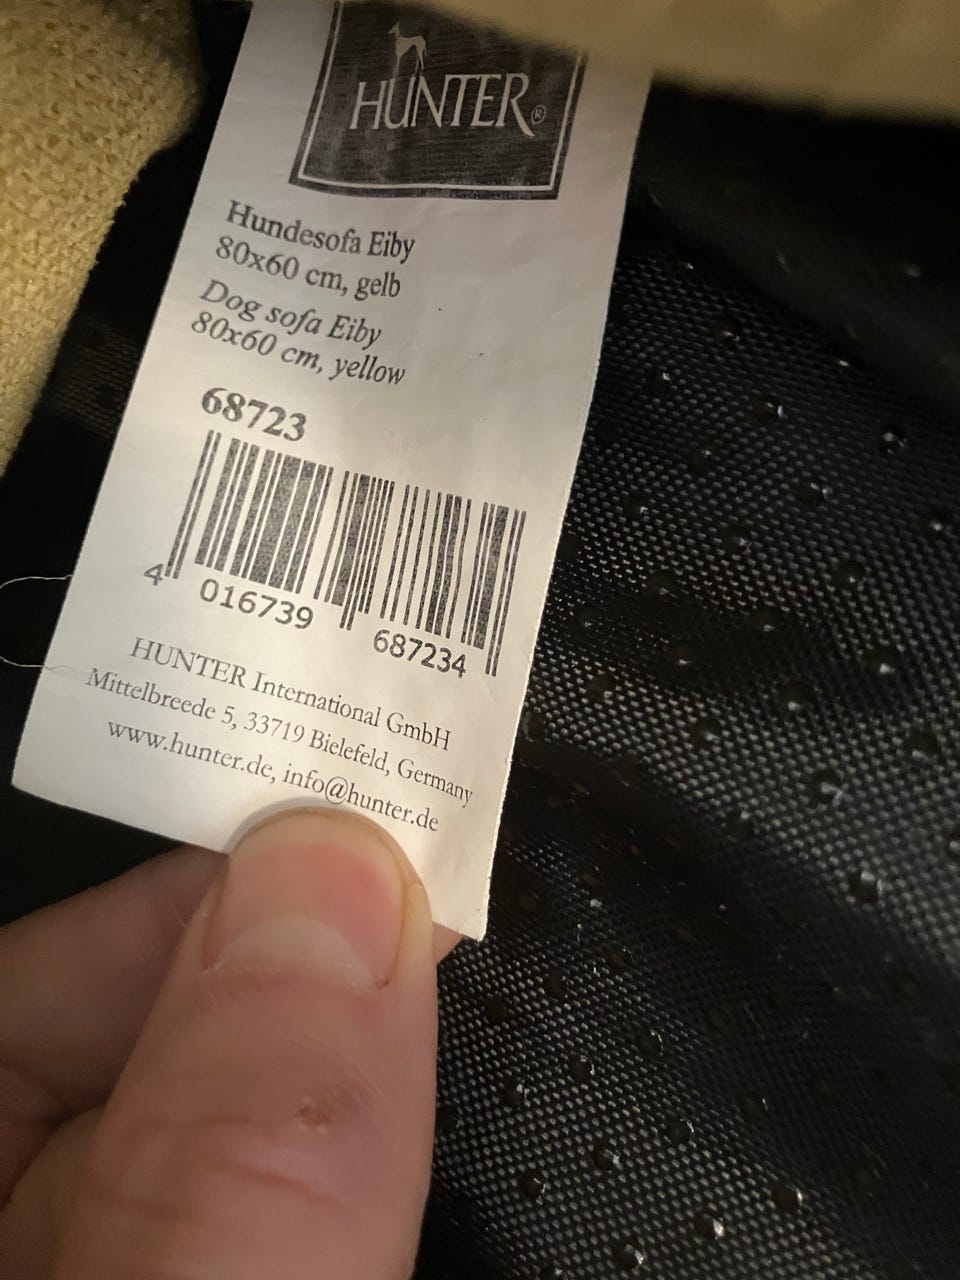 HUNTER®
Hundesofa Eiby
80x60 cm, gelb
Dog sofa Eiby
80x60 cm, yellow
68723
4 016739 687234
HUNTER International GmbH
Mittelbreede 5, 33719 Bielefeld, Germany
www.hunter.de, info@hunter.de